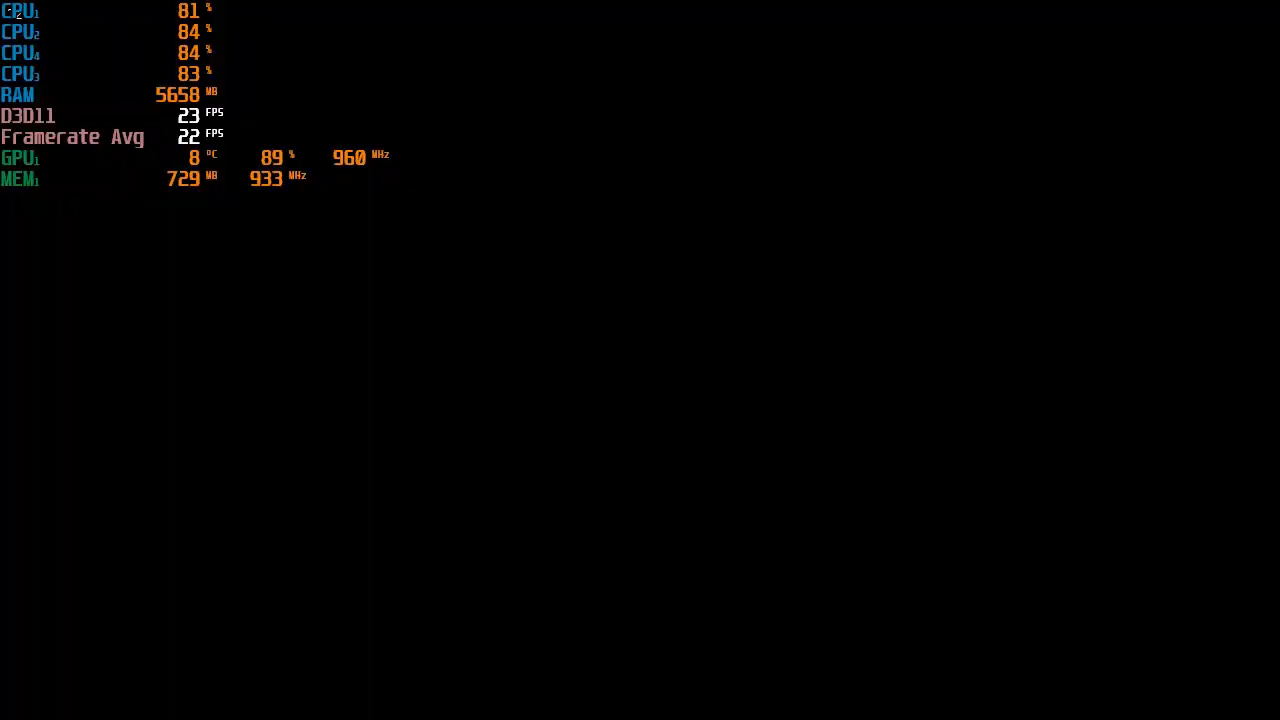 CPU1 81 %
CPU2 84 %
CPU4 84 %
CPU3 83 %
RAM 5658 MB
D3D11 23 FPS
Framerate Avg 22 FPS
GPU1 8 °C 89 % 960 MHz
MEM1 729 MB 933 MHz